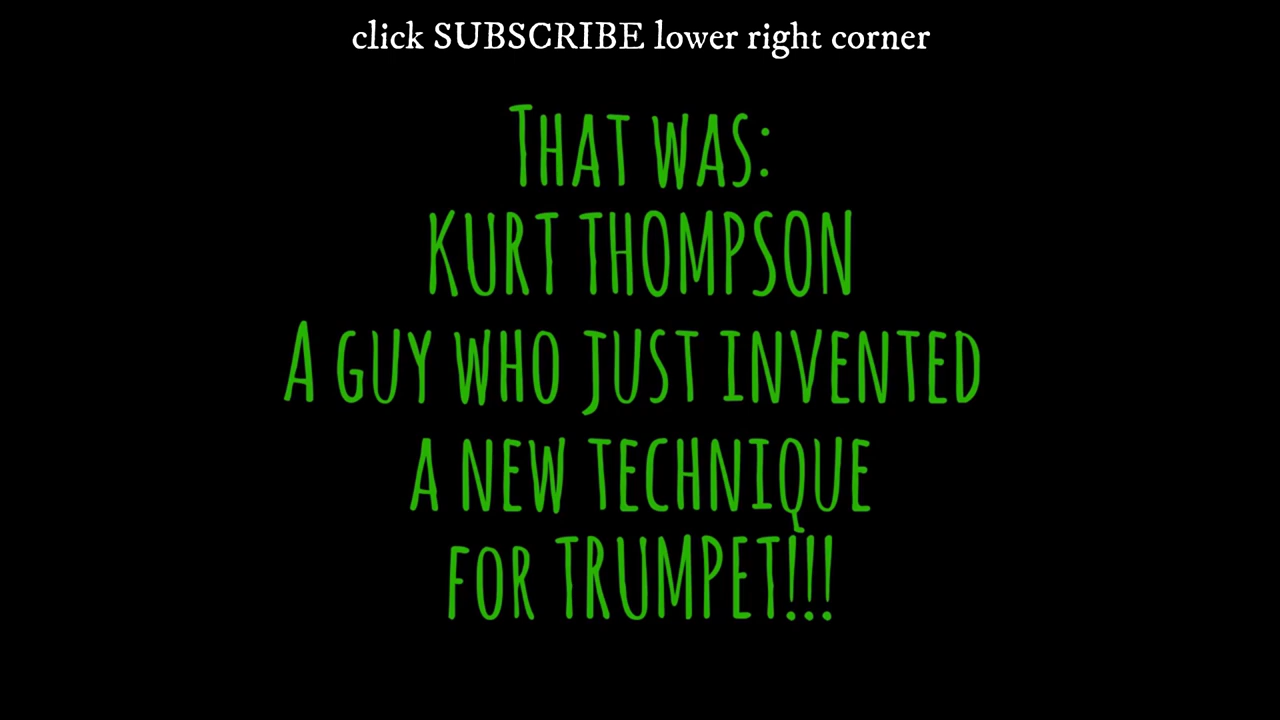 click SUBSCRIBE lower right corner
THAT WAS:
KURT THOMPSON
A GUY WHO JUST INVENTED
A NEW TECHNIQUE
FOR TRUMPET!!!